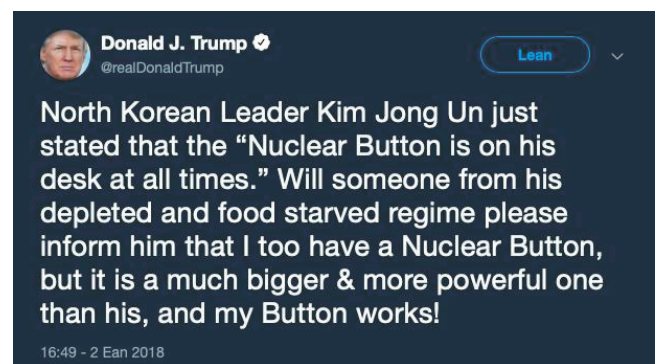 Donald J. Trump
@realDonaldTrump
Lean
North Korean Leader Kim Jong Un just
stated that the “Nuclear Button is on his
desk at all times.” Will someone from his
depleted and food starved regime please
inform him that I too have a Nuclear Button,
but it is a much bigger & more powerful one
than his, and my Button works!
16:49 - 2 Ean 2018